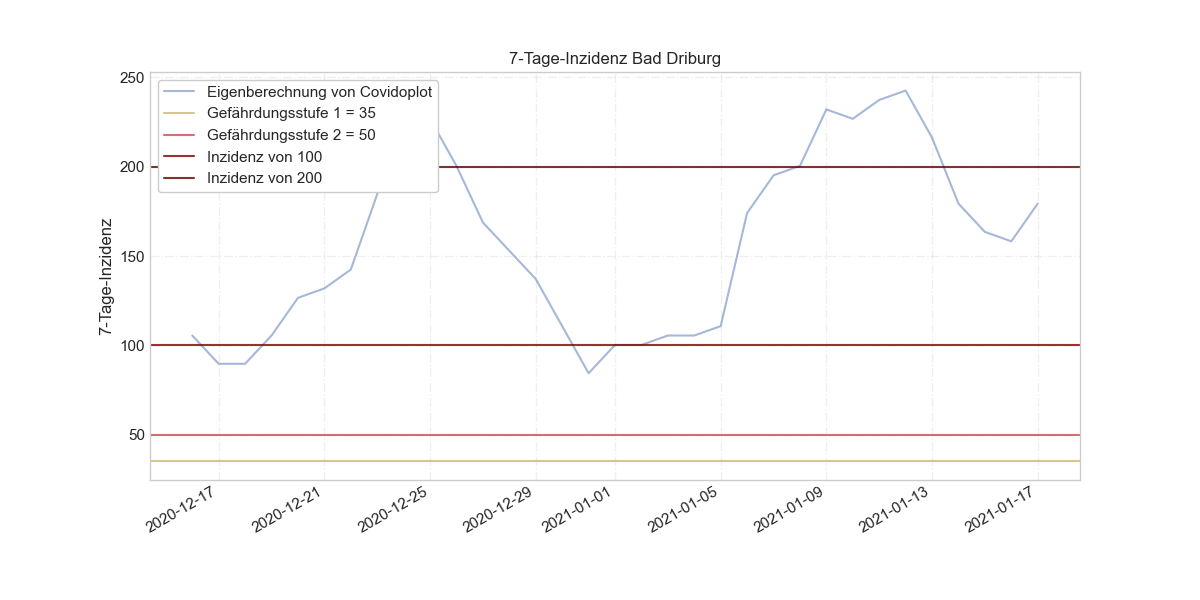 7-Tage-Inzidenz Bad Driburg
Eigenberechnung von Covidoplot
Gefährdungsstufe 1 = 35
Gefährdungsstufe 2 = 50
Inzidenz von 100
Inzidenz von 200
7-Tage-Inzidenz
250
200
150
100
50
2020-12-17
2020-12-21
2020-12-25
2020-12-29
2021-01-01
2021-01-05
2021-01-09
2021-01-13
2021-01-17